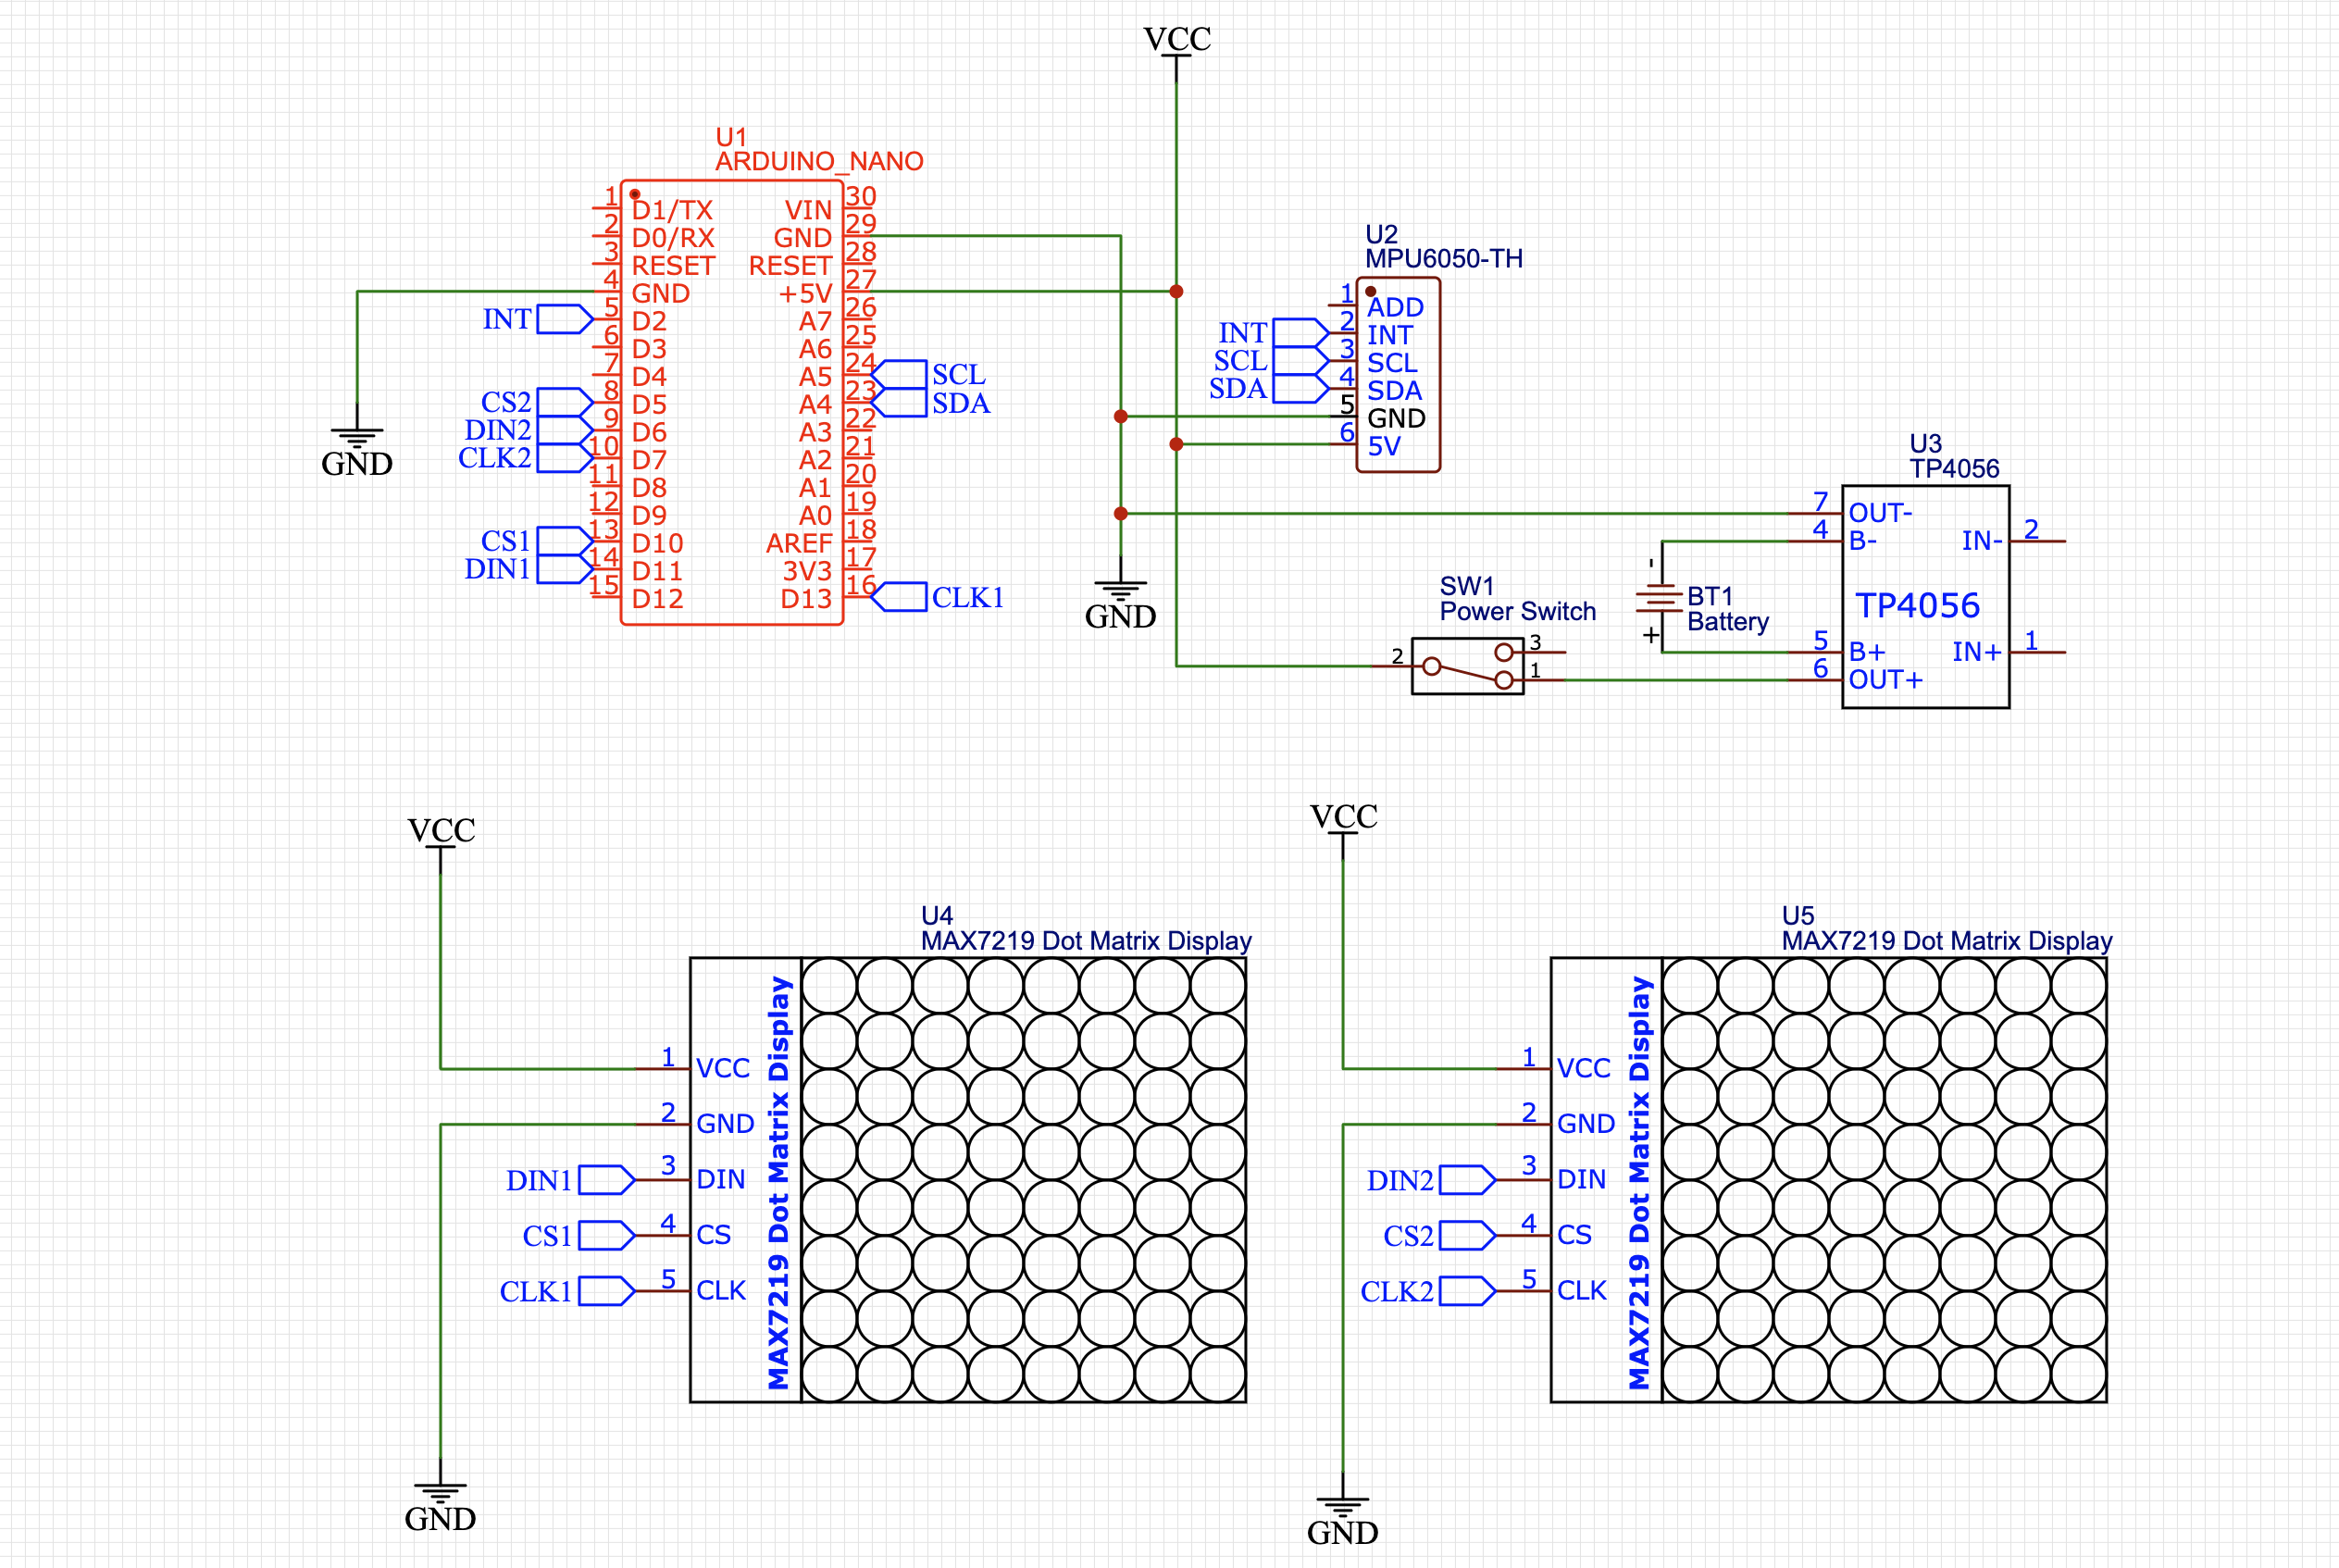 VCC
U1
ARDUINO_NANO
1 D1/TX VIN 30
2 D0/RX GND 29
3 RESET RESET 28
4 GND +5V 27
INT 5 D2 A7 26
6 D3 A6 25
7 D4 A5 24 SCL
CS2 8 D5 A4 23 SDA
DIN2 9 D6 A3 22
CLK2 10 D7 A2 21
11 D8 A1 20
12 D9 A0 19
CS1 13 D10 AREF 18
DIN1 14 D11 3V3 17
15 D12 D13 16 CLK1
GND
GND
U2
MPU6050-TH
1 ADD
INT 2 INT
SCL 3 SCL
SDA 4 SDA
5 GND
6 5V
U3
TP4056
7 OUT-
4 B- IN- 2
TP4056
5 B+ IN+ 1
6 OUT+
-
BT1
Battery
+
SW1
Power Switch
2 3
1
VCC
U4
MAX7219 Dot Matrix Display
MAX7219 Dot Matrix Display
1 VCC
2 GND
DIN1 3 DIN
CS1 4 CS
CLK1 5 CLK
GND
VCC
U5
MAX7219 Dot Matrix Display
MAX7219 Dot Matrix Display
1 VCC
2 GND
DIN2 3 DIN
CS2 4 CS
CLK2 5 CLK
GND